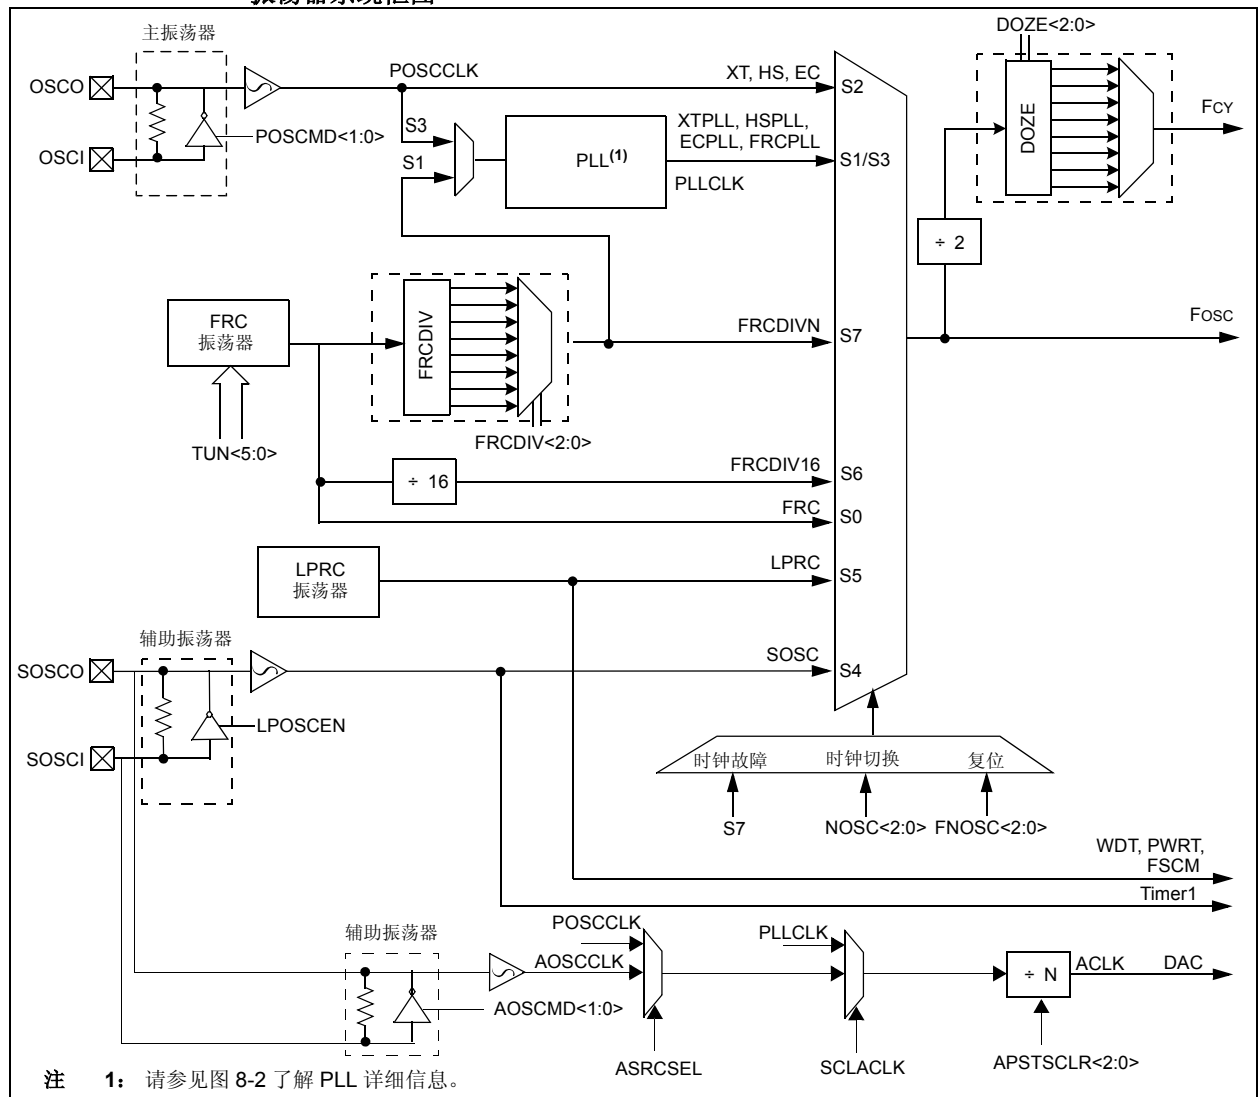 主振荡器
DOZE<2:0>
OSCO
POSCCLK
XT, HS, EC
S2
FCY
POSCMD<1:0>
S3
XTPLL, HSPLL,
ECPLL, FRCPLL
DOZE
OSCI
S1
PLL(1)
S1/S3
PLLCLK
÷ 2
FRC
振荡器
FRCDIV
FRCDIVN
S7
FOSC
TUN<5:0>
FRCDIV<2:0>
÷ 16
FRCDIV16
S6
FRC
S0
LPRC
振荡器
LPRC
S5
辅助振荡器
SOSCO
SOSC
S4
LPOSCEN
SOSCI
时钟故障
时钟切换
复位
S7
NOSC<2:0>
FNOSC<2:0>
WDT, PWRT,
FSCM
Timer1
辅助振荡器
POSCCLK
PLLCLK
AOSCCLK
÷ N
ACLK
DAC
AOSCMD<1:0>
ASRCSEL
SCLACLK
APSTSCLR<2:0>
注 1： 请参见图 8-2 了解 PLL 详细信息。